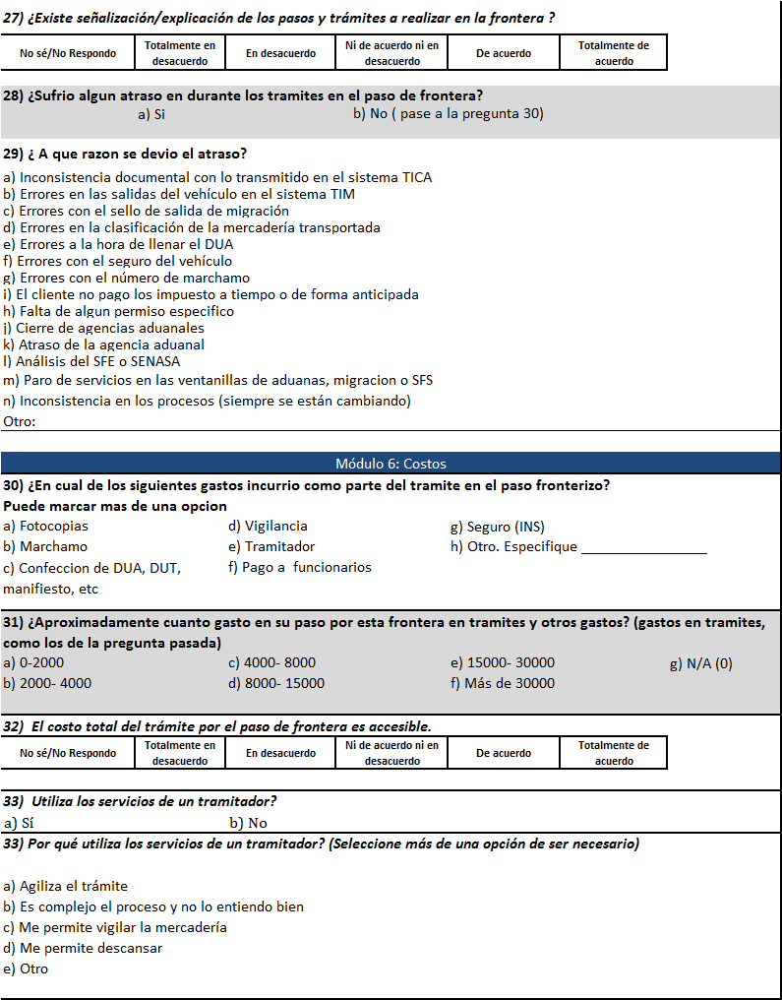 27) ¿Existe señalización/explicación de los pasos y trámites a realizar en la frontera ?
No sé/No Respondo
Totalmente en desacuerdo
En desacuerdo
Ni de acuerdo ni en desacuerdo
De acuerdo
Totalmente de acuerdo
28) ¿Sufrio algun atraso en durante los tramites en el paso de frontera?
a) Si b) No ( pase a la pregunta 30)
29) ¿ A que razon se devio el atraso?
a) Inconsistencia documental con lo transmitido en el sistema TICA
b) Errores en las salidas del vehículo en el sistema TIM
c) Errores con el sello de salida de migración
d) Errores en la clasificación de la mercadería transportada
e) Errores a la hora de llenar el DUA
f) Errores con el seguro del vehículo
g) Errores con el número de marchamo
i) El cliente no pago los impuesto a tiempo o de forma anticipada
h) Falta de algun permiso especifico
j) Cierre de agencias aduanales
k) Atraso de la agencia aduanal
l) Análisis del SFE o SENASA
m) Paro de servicios en las ventanillas de aduanas, migracion o SFS
n) Inconsistencia en los procesos (siempre se están cambiando)
Otro:
Módulo 6: Costos
30) ¿En cual de los siguientes gastos incurrio como parte del tramite en el paso fronterizo?
Puede marcar mas de una opcion
a) Fotocopias d) Vigilancia g) Seguro (INS)
b) Marchamo e) Tramitador h) Otro. Especifique _________________
c) Confeccion de DUA, DUT, f) Pago a  funcionarios
manifiesto, etc
31) ¿Aproximadamente cuanto gasto en su paso por esta frontera en tramites y otros gastos? (gastos en tramites,
como los de la pregunta pasada)
a) 0-2000 c) 4000- 8000 e) 15000- 30000 g) N/A (0)
b) 2000- 4000 d) 8000- 15000 f) Más de 30000
32)  El costo total del trámite por el paso de frontera es accesible.
No sé/No Respondo
Totalmente en desacuerdo
En desacuerdo
Ni de acuerdo ni en desacuerdo
De acuerdo
Totalmente de acuerdo
33)  Utiliza los servicios de un tramitador?
a) Sí b) No
33) Por qué utiliza los servicios de un tramitador? (Seleccione más de una opción de ser necesario)
a) Agiliza el trámite
b) Es complejo el proceso y no lo entiendo bien
c) Me permite vigilar la mercadería
d) Me permite descansar
e) Otro